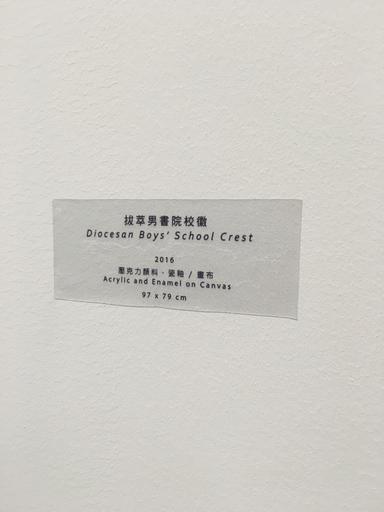 拔萃男書院校徽
Diocesan Boys' School Crest
2016
壓克力顏料、瓷釉 / 畫布
Acrylic and Enamel on Canvas
97 x 79 cm